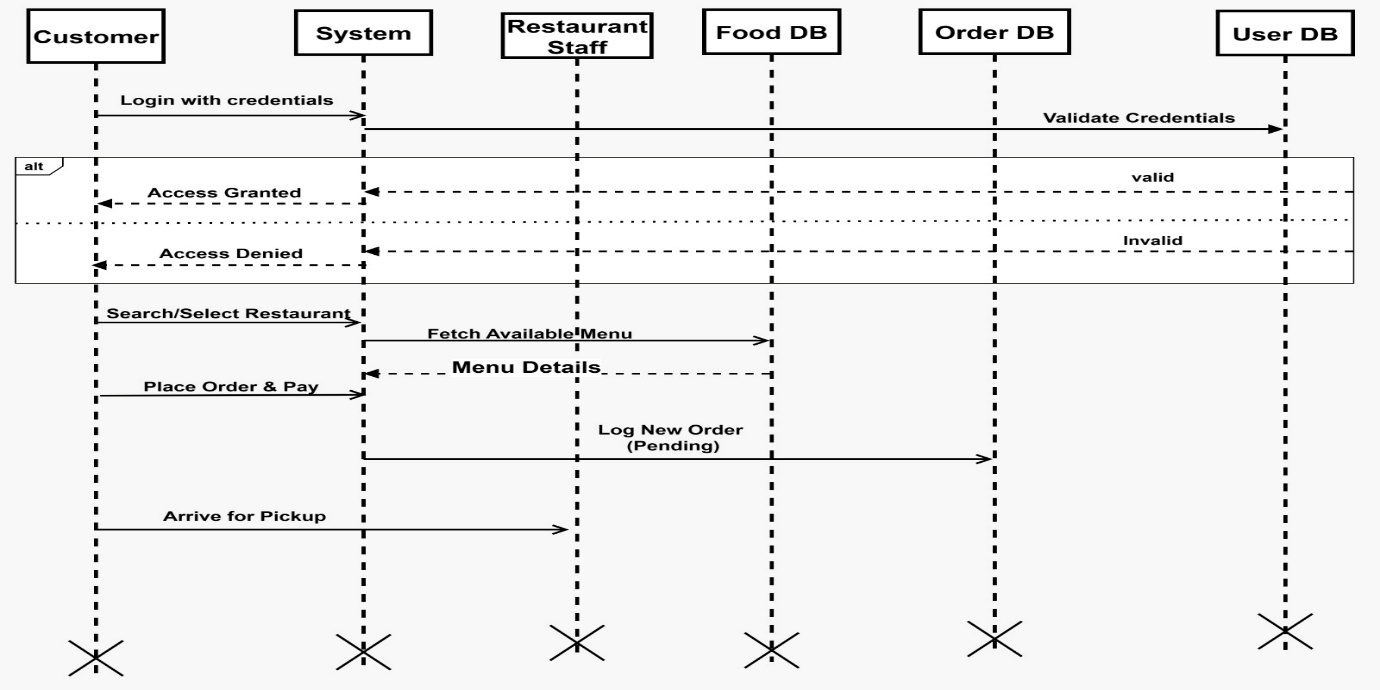 Customer
System
Restaurant
Staff
Food DB
Order DB
User DB
Login with credentials
Validate Credentials
alt
valid
Access Granted
Invalid
Access Denied
Search/Select Restaurant
Fetch Available Menu
Menu Details
Place Order & Pay
Log New Order
(Pending)
Arrive for Pickup